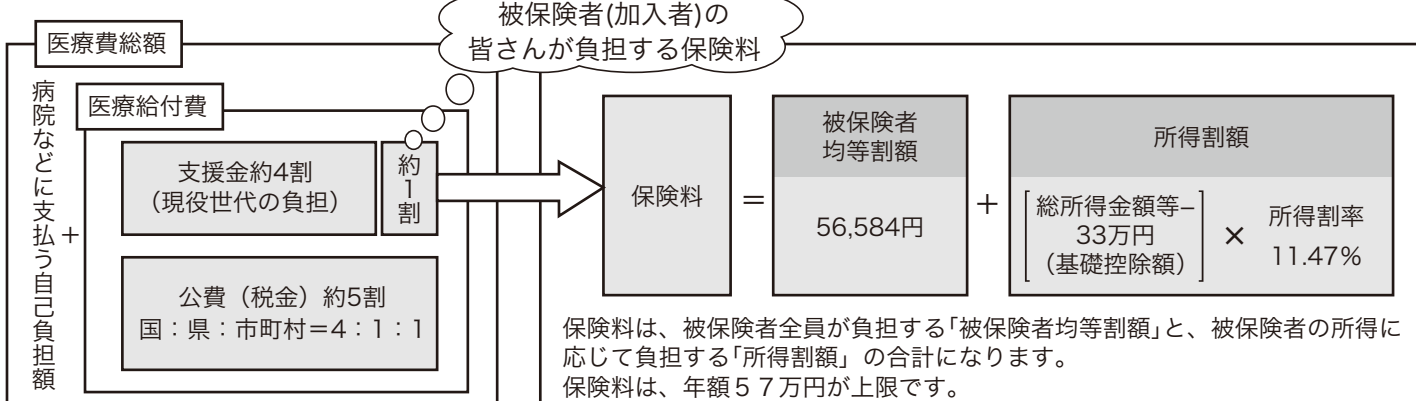 被保険者(加入者)の
皆さんが負担する保険料
医療費総額
病院などに支払う自己負担額
+
医療給付費
支援金約4割
(現役世代の負担)
約1割
公費（税金）約5割
国：県：市町村＝4：1：1
保険料
＝
被保険者
均等割額
56,584円
+
所得割額
総所得金額等−
33万円
（基礎控除額）
×
所得割率
11.47%
保険料は、被保険者全員が負担する｢被保険者均等割額｣と、被保険者の所得に
応じて負担する｢所得割額」の合計になります。
保険料は、年額５７万円が上限です。